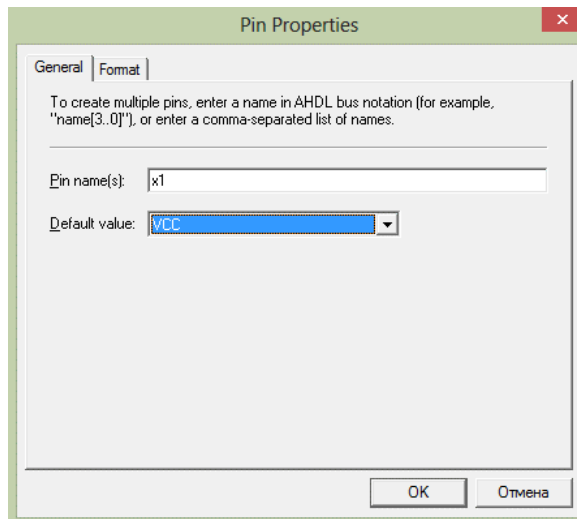 Pin Properties
General Format
To create multiple pins, enter a name in AHDL bus notation (for example,
"name[3..0]"), or enter a comma-separated list of names.
Pin name(s): x1
Default value: VCC
OK Отмена